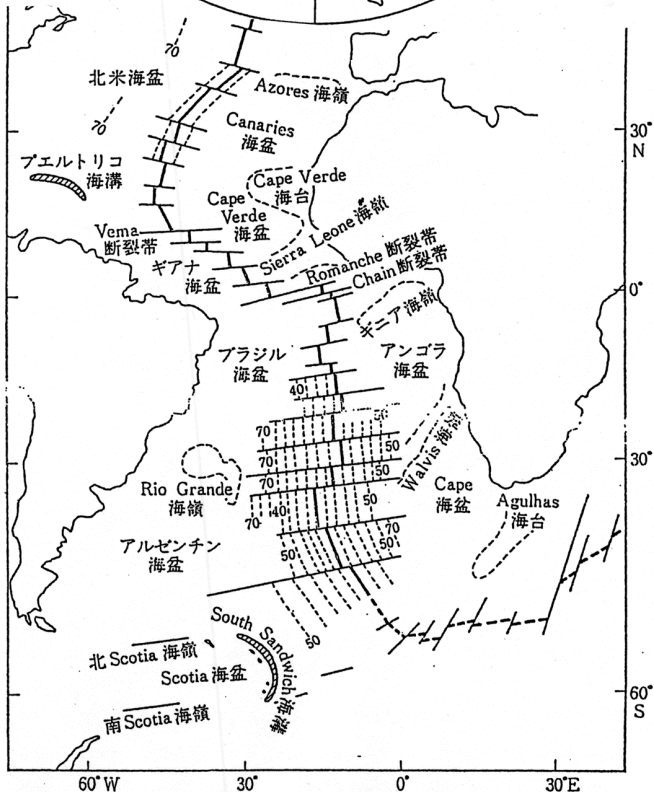 70
北米海盆
Azores 海嶺
70
Canaries
海盆
30°
N
プエルトリコ
海溝
Cape Verde
海台
Cape
Verde
海盆
Sierra Leone 海嶺
Vema
断裂帯
ギアナ
海盆
Romanche 断裂帯
Chain 断裂帯
0°
ギニア海嶺
ブラジル
海盆
アンゴラ
海盆
40
50
70
50
70
50
70
Walvis 海嶺
30°
Rio Grande
海嶺
70
40
50
Cape
海盆
Agulhas
海台
70
50
アルゼンチン
海盆
50
50
South Sandwich 海溝
北 Scotia 海嶺
Scotia 海盆
60°
S
南 Scotia 海嶺
60°W
30°
0°
30°E